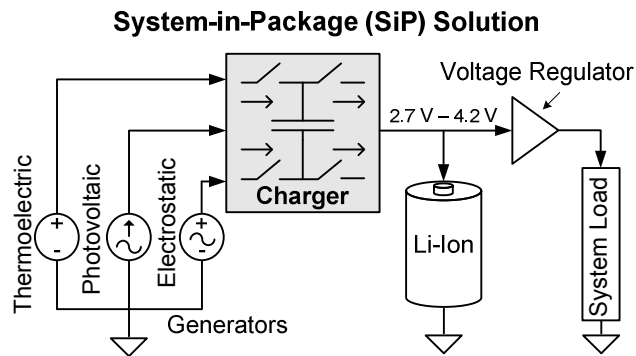 System-in-Package (SiP) Solution
Voltage Regulator
2.7 V – 4.2 V
Charger
Thermoelectric
Photovoltaic
Electrostatic
+
-
+
-
Li-Ion
System Load
Generators